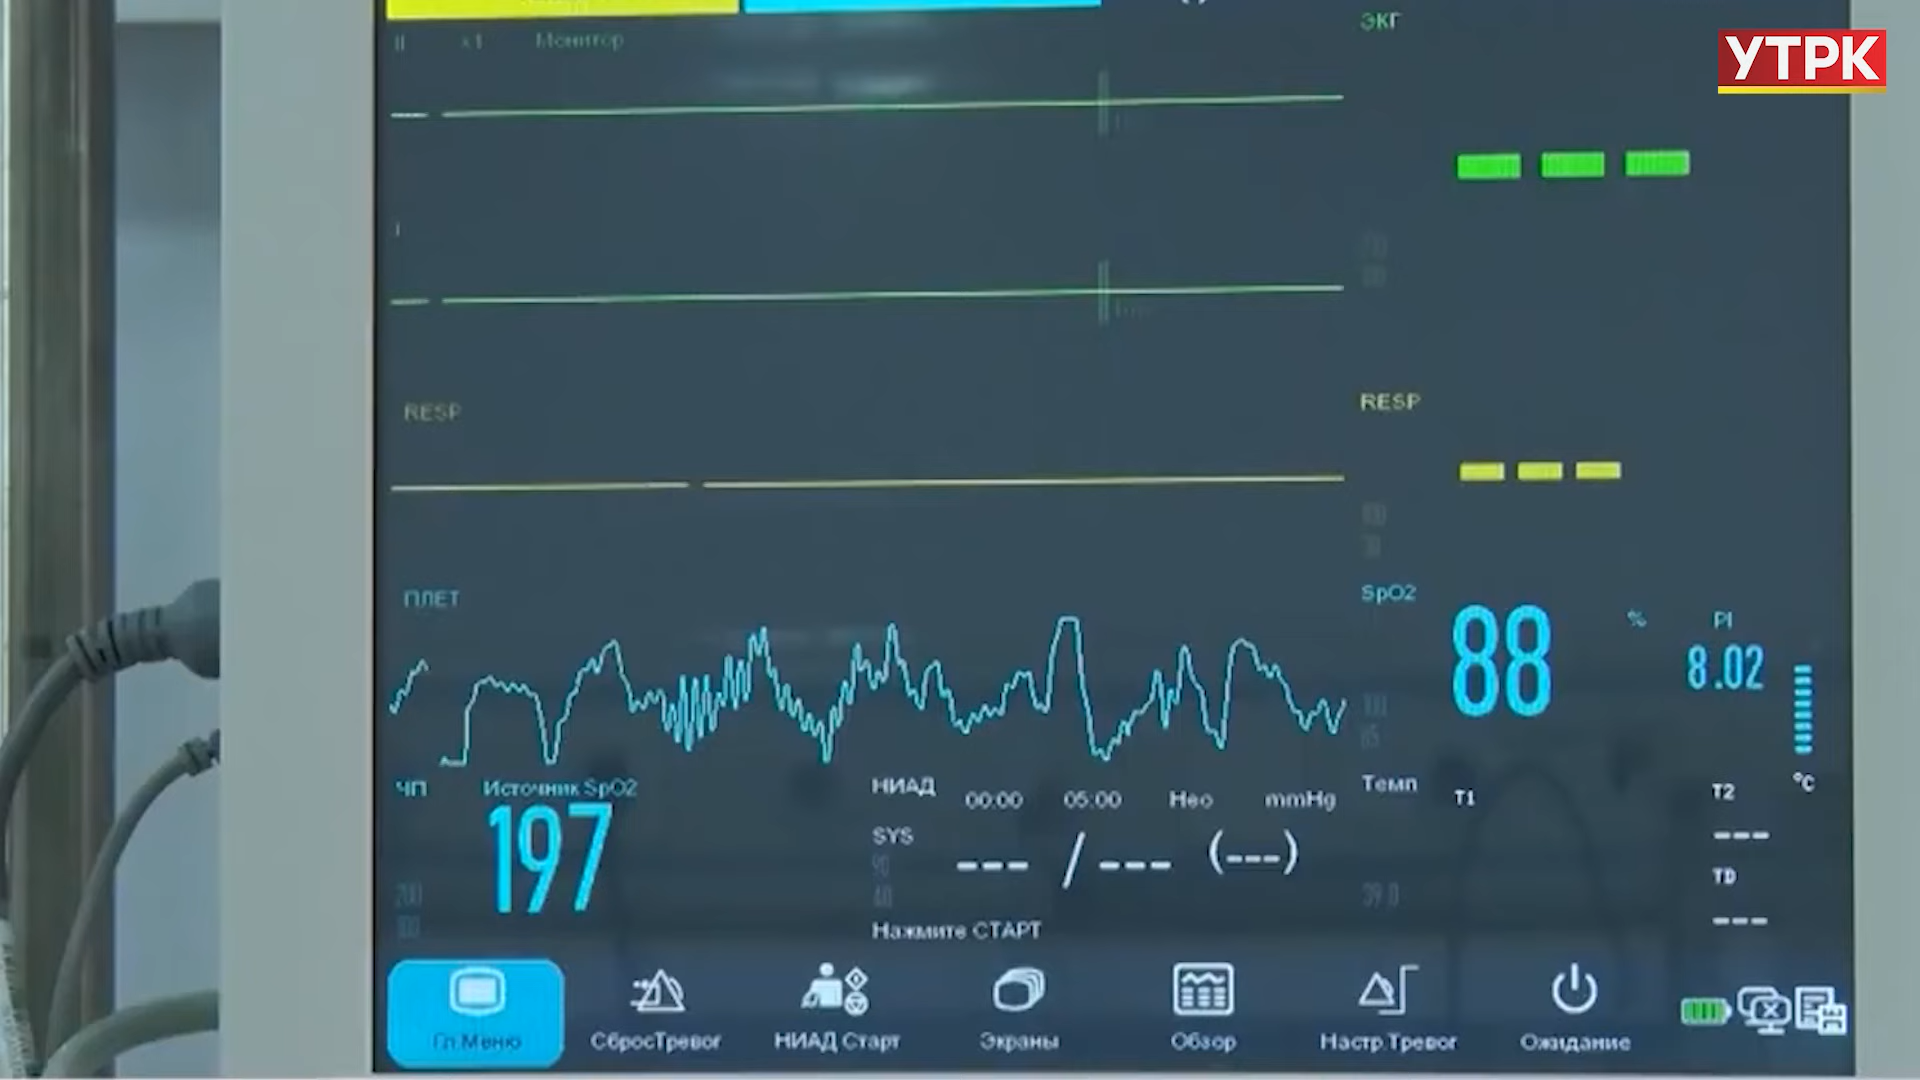 II x1 Монитор
ЭКГ
УТРК
I
RESP
RESP
ПЛЕТ
SpO2
88 %
PI
8.02
ЧП Источник SpO2
197
НИАД 00:00 05:00 Нео mmHg
SYS
--- / --- (---)
Нажмите СТАРТ
Темп T1 T2 °C
---
TD
---
39.0
Гл.Меню СбросТревог НИАД Старт Экраны Обзор Настр.Тревог Ожидание